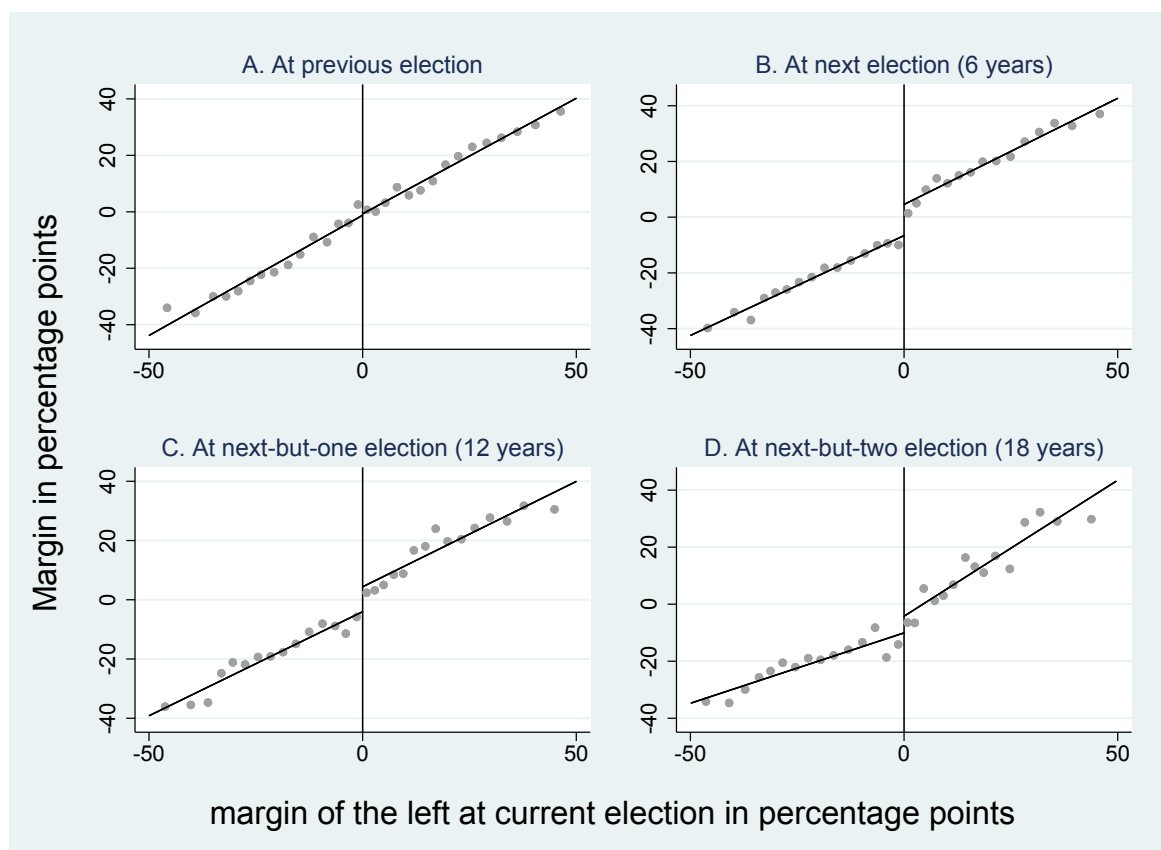 A. At previous election
40
20
0
-20
-40
-50 0 50
B. At next election (6 years)
40
20
0
-20
-40
-50 0 50
C. At next-but-one election (12 years)
40
20
0
-20
-40
-50 0 50
D. At next-but-two election (18 years)
40
20
0
-20
-40
-50 0 50
Margin in percentage points
margin of the left at current election in percentage points